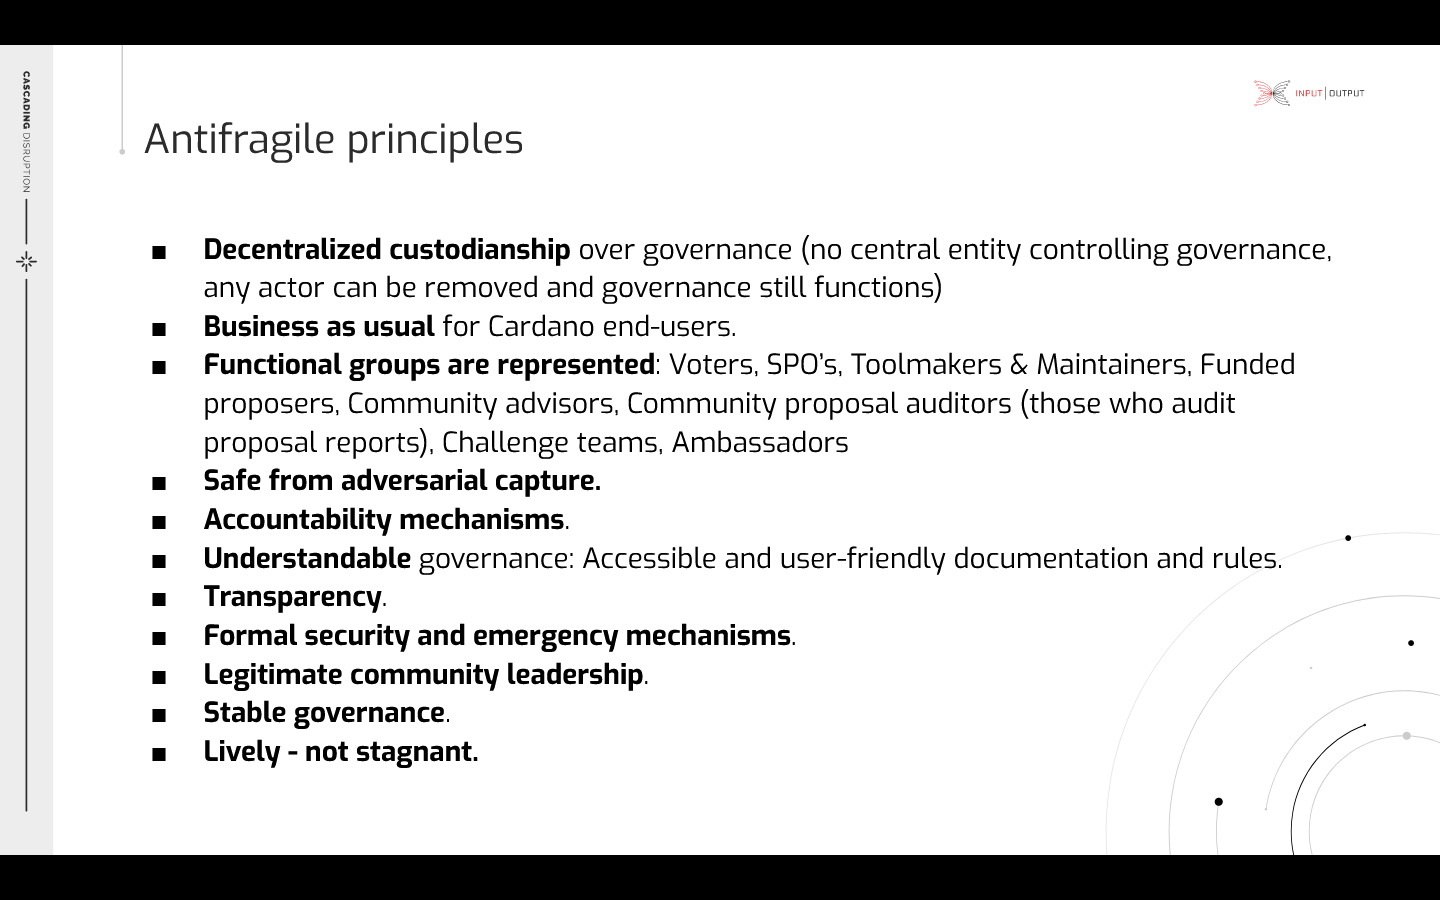 CASCADING DISRUPTION
INPUT|OUTPUT
Antifragile principles
■ Decentralized custodianship over governance (no central entity controlling governance,
any actor can be removed and governance still functions)
■ Business as usual for Cardano end-users.
■ Functional groups are represented: Voters, SPO’s, Toolmakers & Maintainers, Funded
proposers, Community advisors, Community proposal auditors (those who audit
proposal reports), Challenge teams, Ambassadors
■ Safe from adversarial capture.
■ Accountability mechanisms.
■ Understandable governance: Accessible and user-friendly documentation and rules.
■ Transparency.
■ Formal security and emergency mechanisms.
■ Legitimate community leadership.
■ Stable governance.
■ Lively - not stagnant.